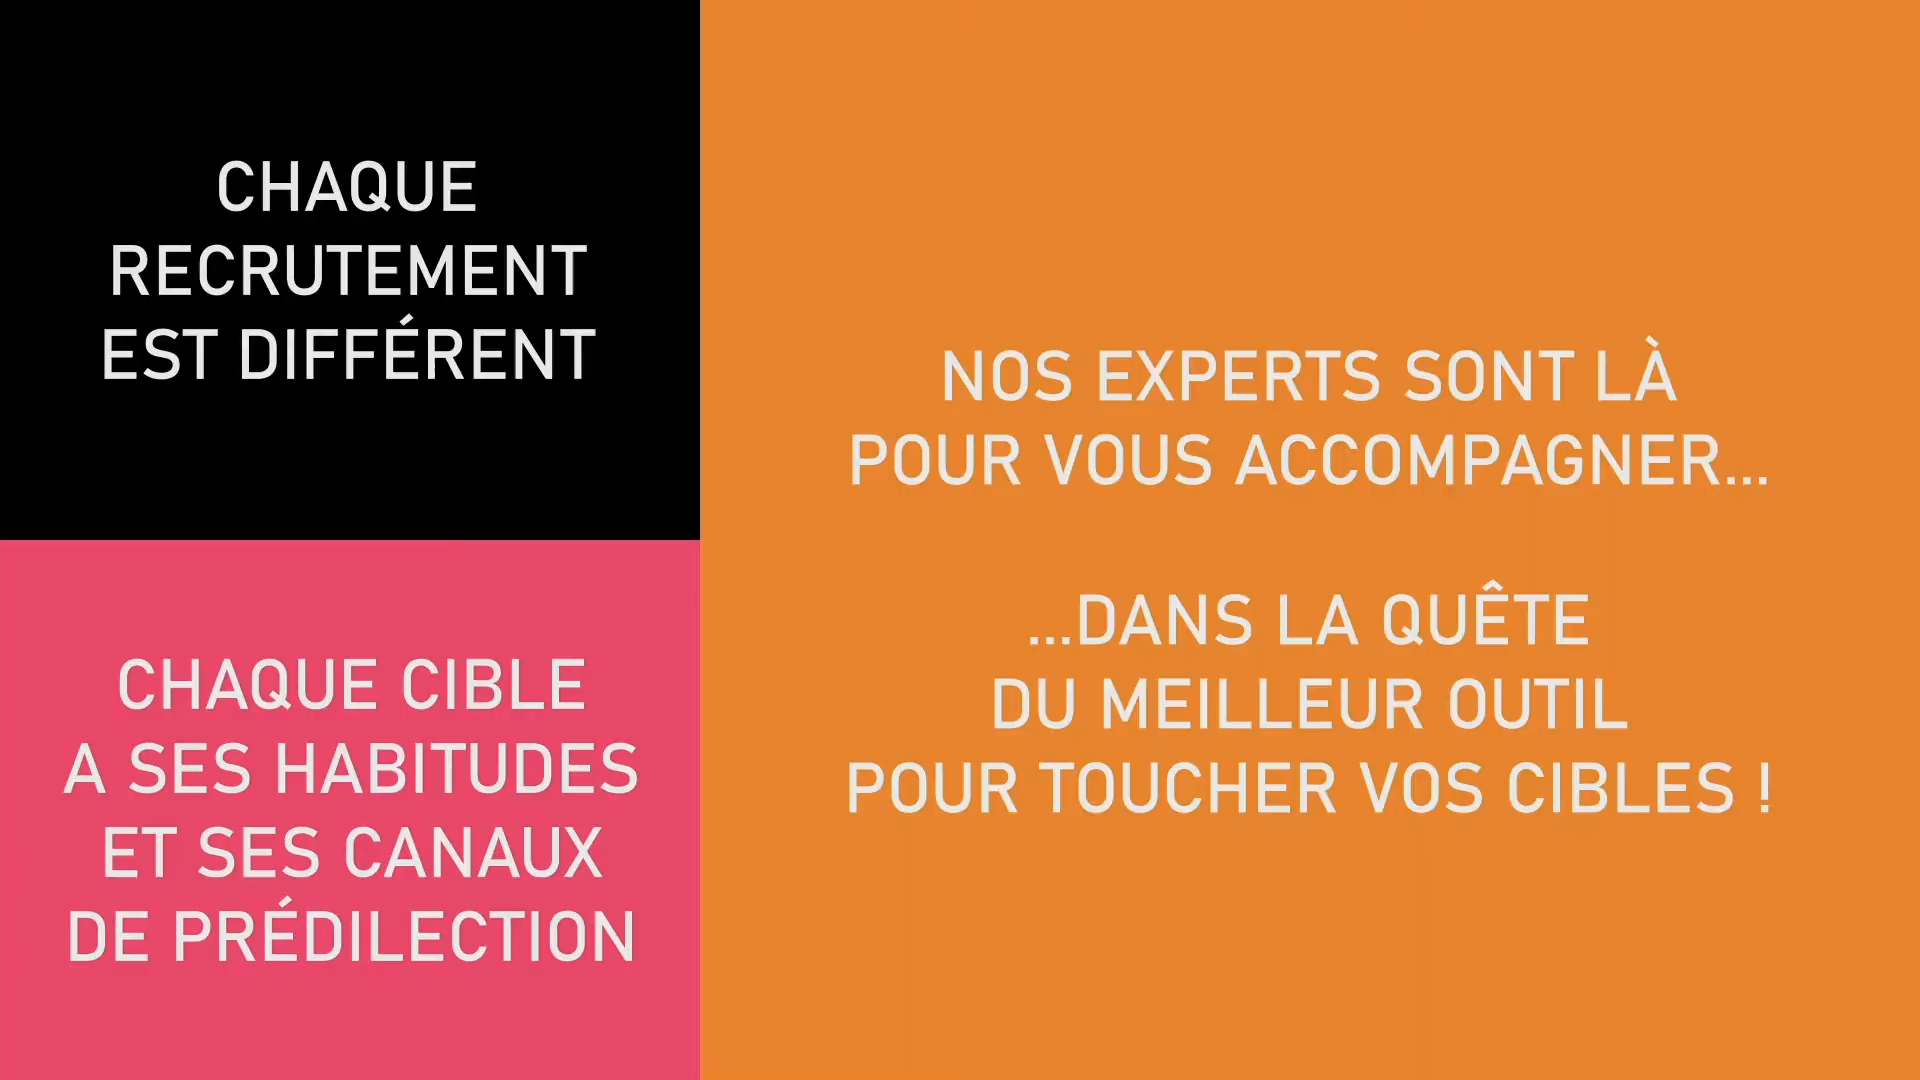 CHAQUE
RECRUTEMENT
EST DIFFÉRENT
CHAQUE CIBLE
A SES HABITUDES
ET SES CANAUX
DE PRÉDILECTION
NOS EXPERTS SONT LÀ
POUR VOUS ACCOMPAGNER...
...DANS LA QUÊTE
DU MEILLEUR OUTIL
POUR TOUCHER VOS CIBLES !